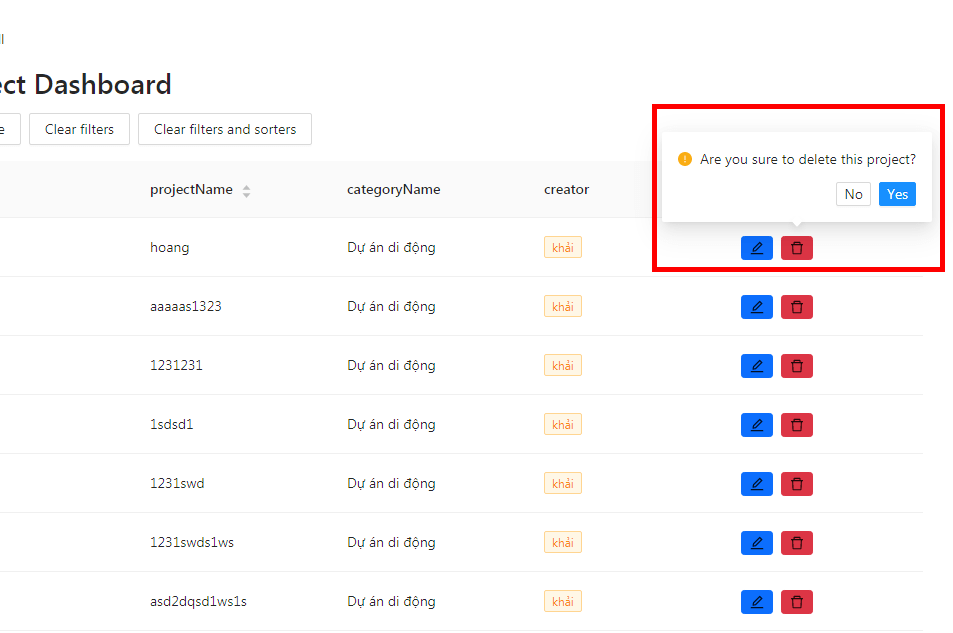 ect Dashboard
Clear filters
Clear filters and sorters
Are you sure to delete this project?
No
Yes
projectName
categoryName
creator
hoang
Dự án di động
khải
aaaaas1323
Dự án di động
khải
1231231
Dự án di động
khải
1sdsd1
Dự án di động
khải
1231swd
Dự án di động
khải
1231swds1ws
Dự án di động
khải
asd2dqsd1ws1s
Dự án di động
khải